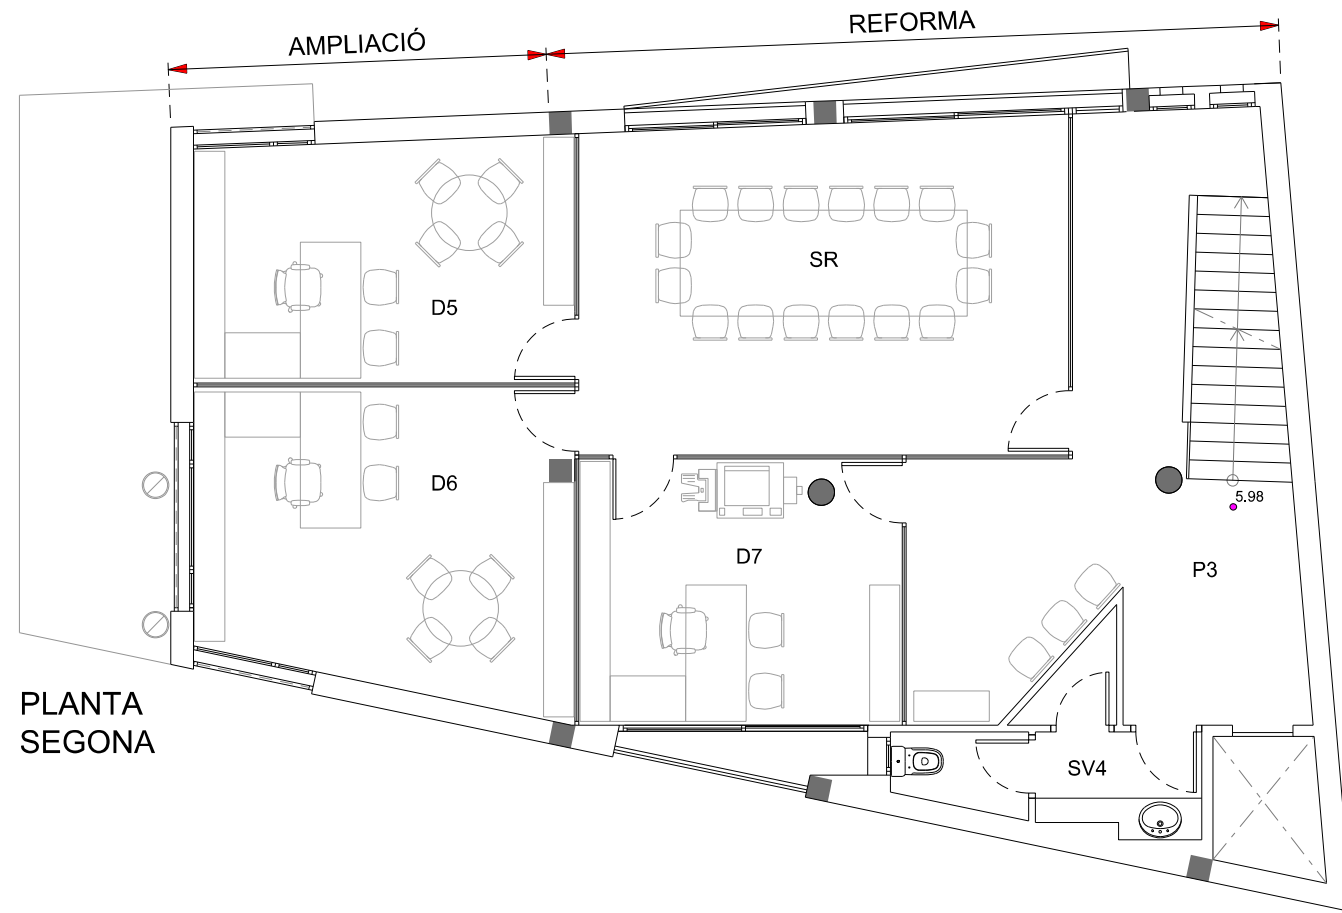 AMPLIACIÓ
REFORMA
SR
D5
D6
5.98
D7
P3
PLANTA
SEGONA
SV4